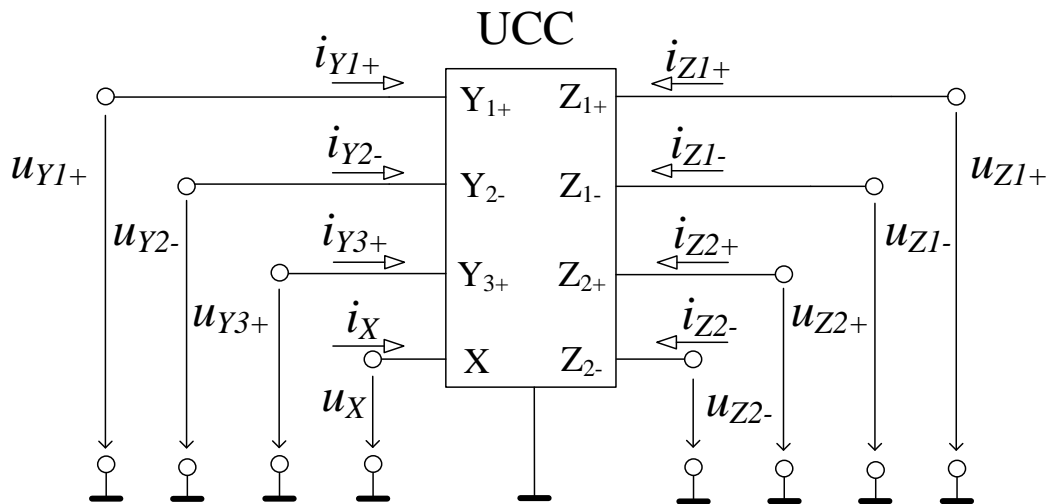 UCC
i_{Y1+} i_{Z1+}
Y_{1+} Z_{1+}
i_{Y2-} i_{Z1-}
u_{Y1+} Y_{2-} Z_{1-} u_{Z1+}
u_{Y2-} i_{Y3+} i_{Z2+} u_{Z1-}
Y_{3+} Z_{2+}
u_{Y3+} i_X i_{Z2-} u_{Z2+}
X Z_{2-}
u_X u_{Z2-}